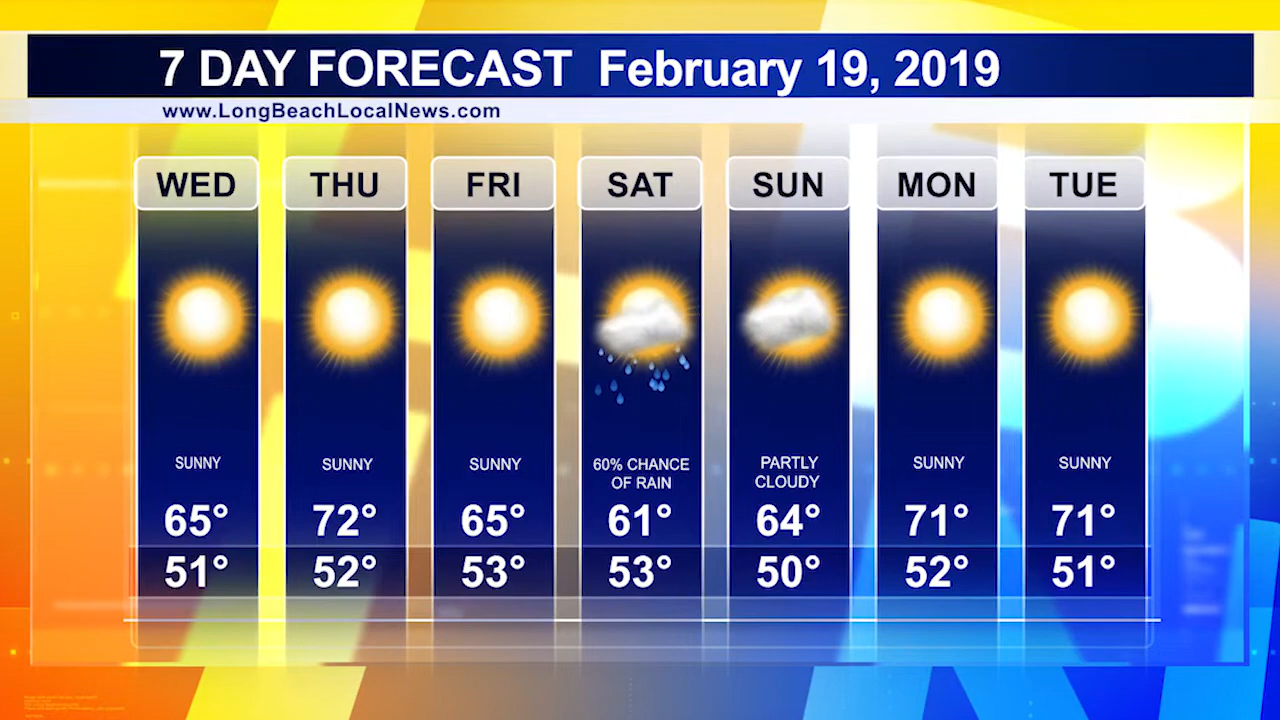 7 DAY FORECAST February 19, 2019
www.LongBeachLocalNews.com
WED THU FRI SAT SUN MON TUE
SUNNY SUNNY SUNNY 60% CHANCE PARTLY SUNNY SUNNY
OF RAIN CLOUDY
65° 72° 65° 61° 64° 71° 71°
51° 52° 53° 53° 50° 52° 51°